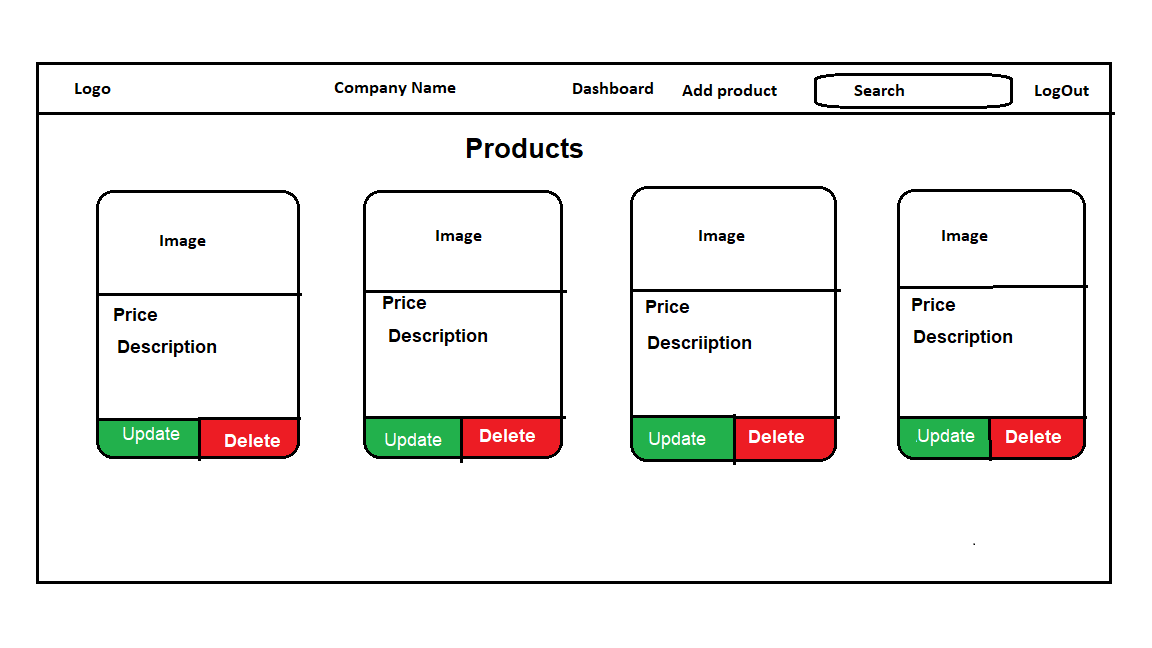 Logo
Company Name
Dashboard
Add product
Search
LogOut
Products
Image
Price
Description
Update
Delete
Image
Price
Description
Update
Delete
Image
Price
Descriiption
Update
Delete
Image
Price
Description
Update
Delete